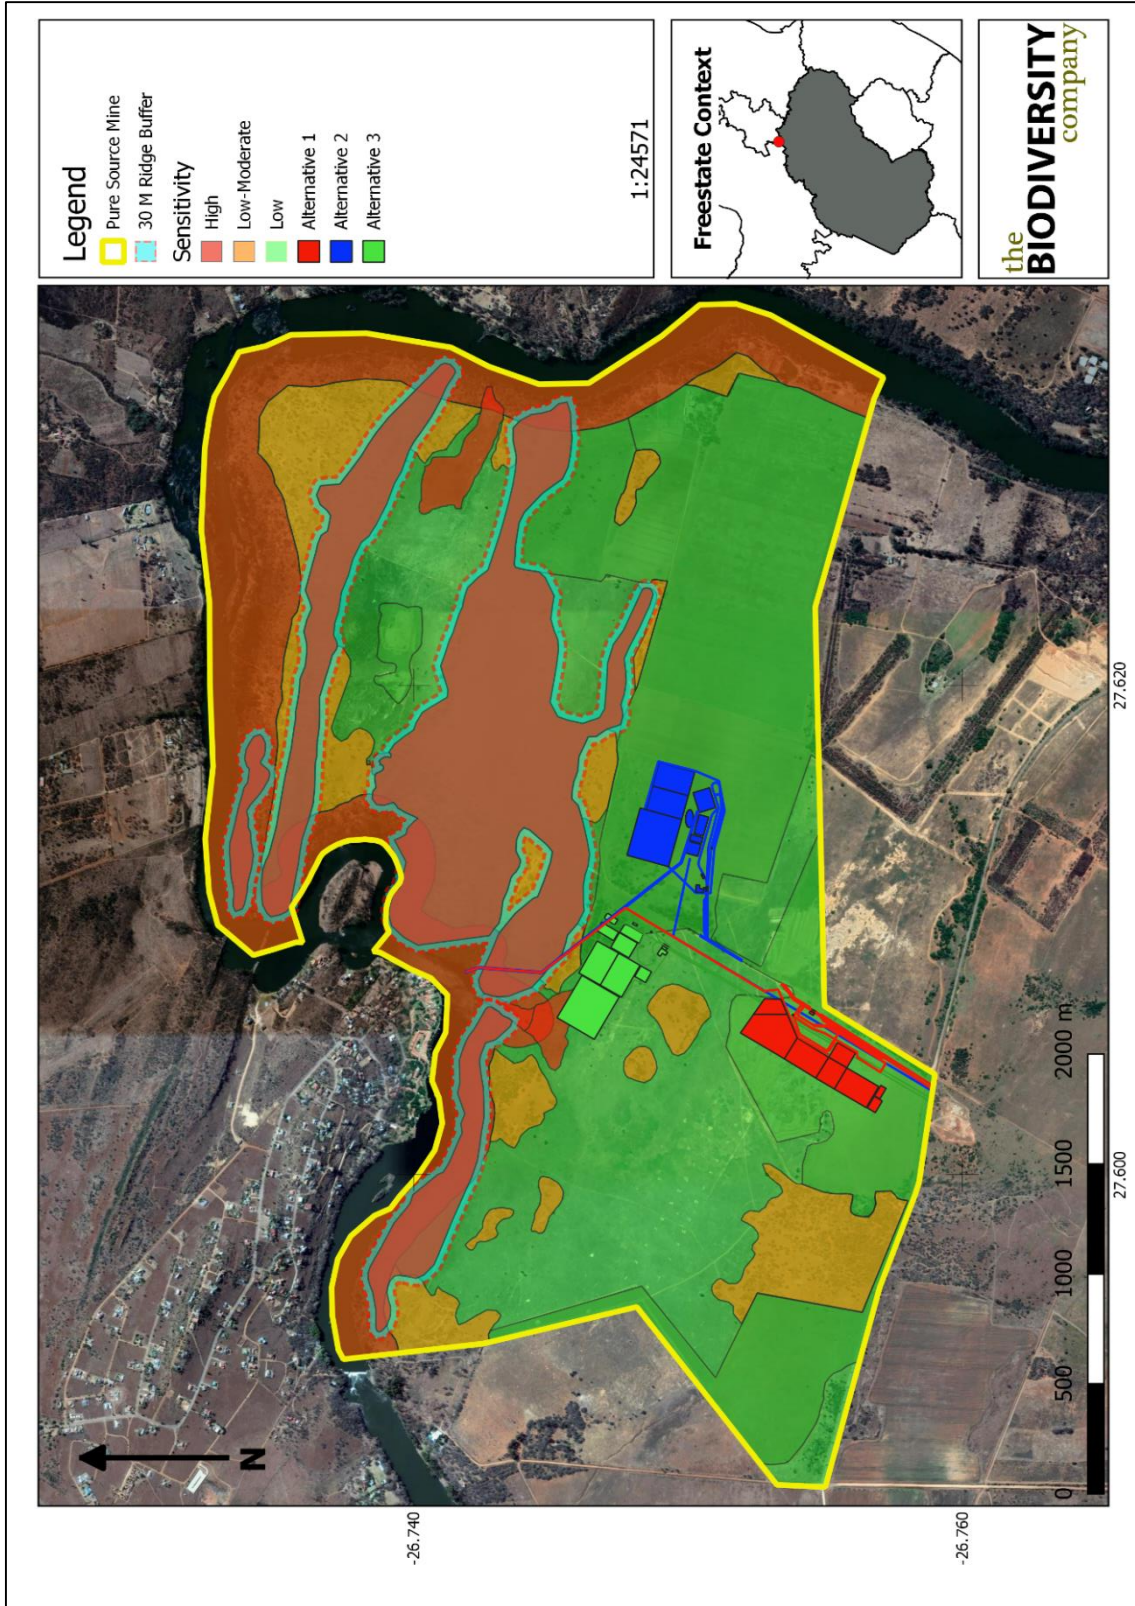 Legend
Pure Source Mine
30 M Ridge Buffer
Sensitivity
High
Low-Moderate
Low
Alternative 1
Alternative 2
Alternative 3
1:24571
Freestate Context
the
BIODIVERSITY
company
N
0
500
1000
1500
2000 m
-26.740
-26.760
27.600
27.620